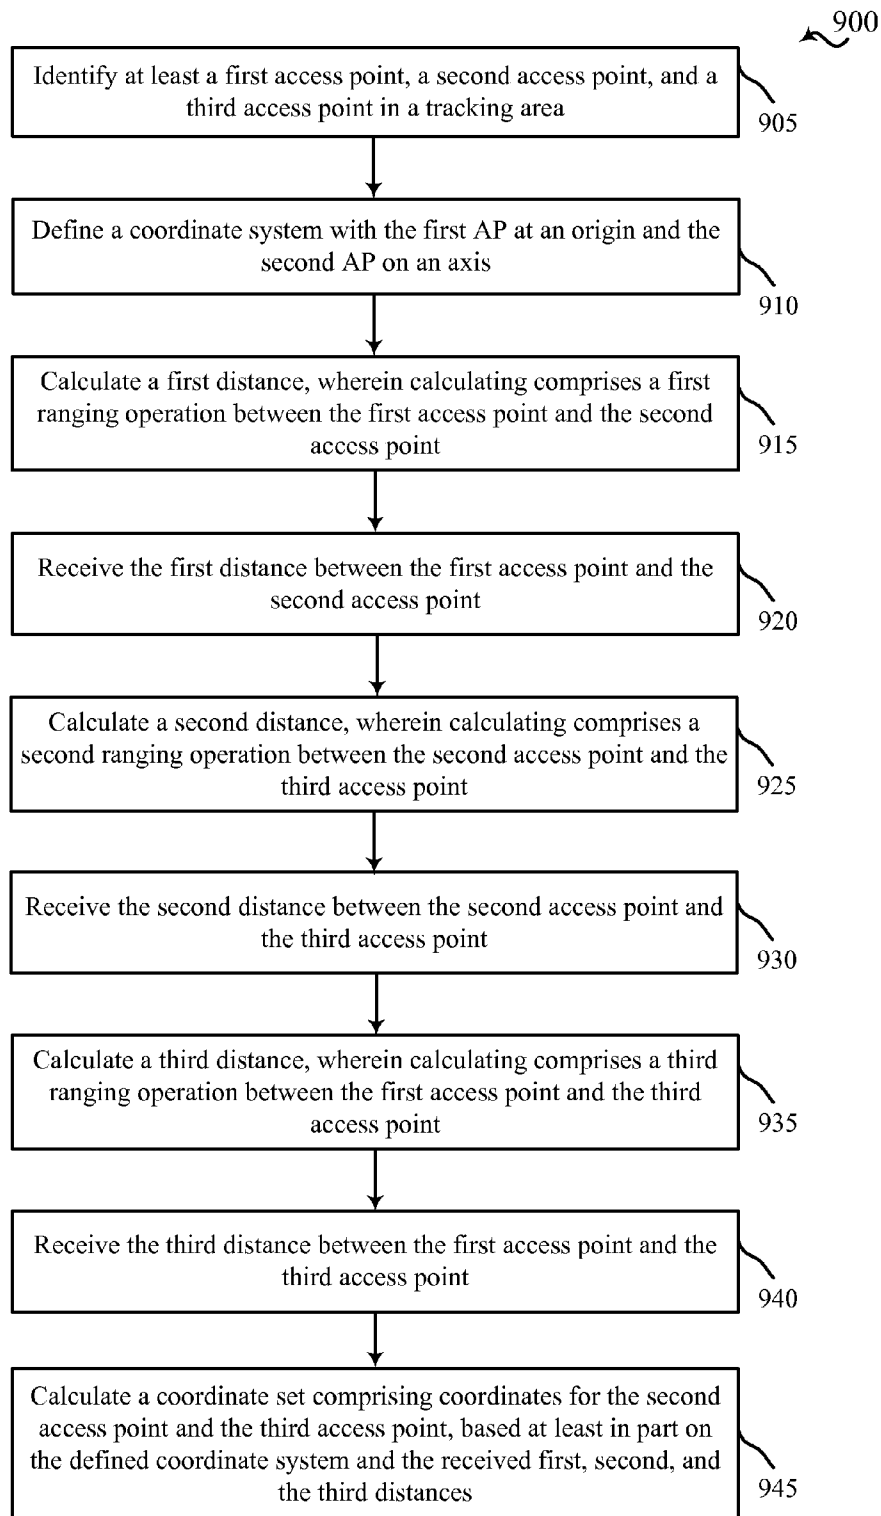 900
Identify at least a first access point, a second access point, and a
third access point in a tracking area
905
Define a coordinate system with the first AP at an origin and the
second AP on an axis
910
Calculate a first distance, wherein calculating comprises a first
ranging operation between the first access point and the second
access point
915
Receive the first distance between the first access point and the
second access point
920
Calculate a second distance, wherein calculating comprises a
second ranging operation between the second access point and the
third access point
925
Receive the second distance between the second access point and
the third access point
930
Calculate a third distance, wherein calculating comprises a third
ranging operation between the first access point and the third
access point
935
Receive the third distance between the first access point and the
third access point
940
Calculate a coordinate set comprising coordinates for the second
access point and the third access point, based at least in part on
the defined coordinate system and the received first, second, and
the third distances
945